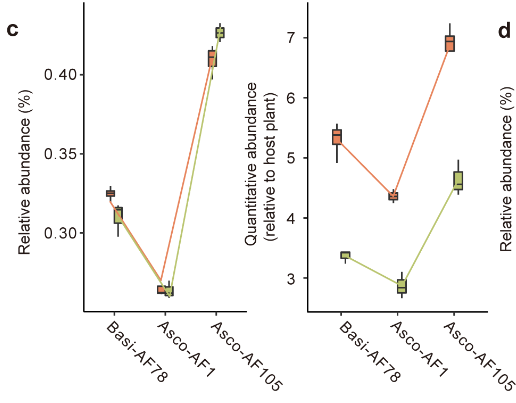 c
Relative abundance (%)
0.40
0.35
0.30
Basi-AF78
Asco-AF1
Asco-AF105
Quantitative abundance
(relative to host plant)
7
6
5
4
3
Basi-AF78
Asco-AF1
Asco-AF105
d
Relative abundance (%)